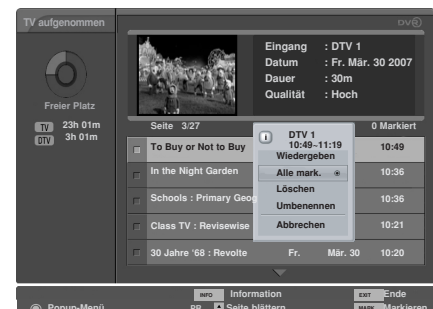 TV aufgenommen
DVR
Eingang : DTV 1
Datum : Fr. Mär. 30 2007
Dauer : 30m
Qualität : Hoch
Freier Platz
TV 23h 01m
DTV 3h 01m
Seite 3/27
0 Markiert
To Buy or Not to Buy 10:49
In the Night Garden 10:36
Schools : Primary Geog 10:36
Class TV : Revisewise 10:21
30 Jahre ‘68 : Revolte Fr. Mär. 30 10:20
i DTV 1
10:49~11:19
Wiedergeben
Alle mark.
Löschen
Umbenennen
Abbrechen
INFO Information EXIT Ende
Popup-Menü PR Seite blättern MARK Markieren